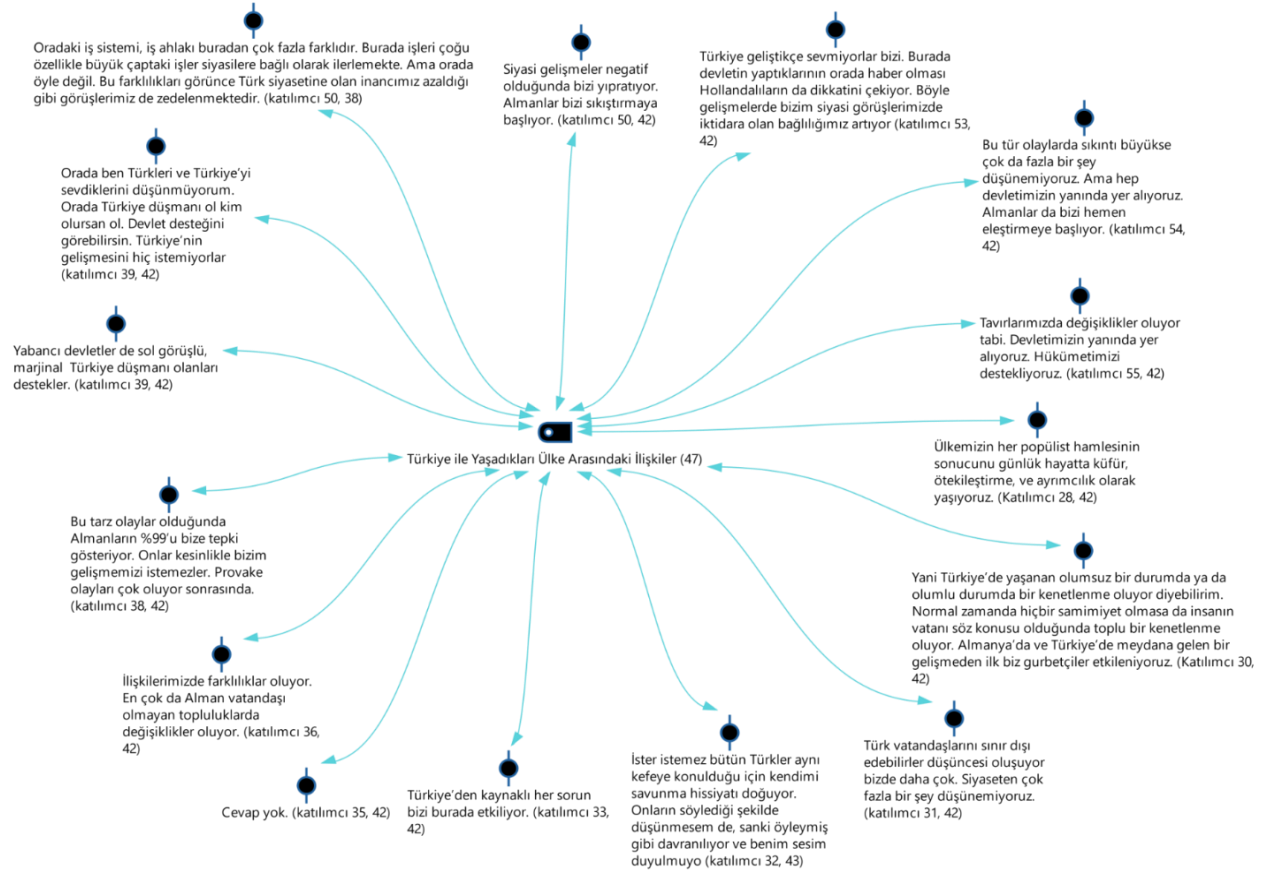 Oradaki iş sistemi, iş ahlakı buradan çok fazla farklıdır. Burada işleri çoğu
özellikle büyük çaptaki işler siyasilere bağlı olarak ilerlemekte. Ama orada
öyle değil. Bu farklılıkları görünce Türk siyasetine olan inancımız azaldığı
gibi görüşlerimiz de zedelenmektedir. (katılımcı 50, 38)
Siyasi gelişmeler negatif
olduğunda bizi yıpratıyor.
Almanlar bizi sıkıştırmaya
başlıyor. (katılımcı 50, 42)
Türkiye geliştikçe sevmiyorlar bizi. Burada
devletin yaptıklarının orada haber olması
Hollandalıların da dikkatini çekiyor. Böyle
gelişmelerde bizim siyasi görüşlerimizde
iktidara olan bağlılığımız artıyor (katılımcı 53,
42)
Bu tür olaylarda sıkıntı büyükse
çok da fazla bir şey
düşünemiyoruz. Ama hep
devletimizin yanında yer alıyoruz.
Almanlar da bizi hemen
eleştirmeye başlıyor. (katılımcı 54,
42)
Orada ben Türkleri ve Türkiye’yi
sevdiklerini düşünmüyorum.
Orada Türkiye düşmanı ol kim
olursan ol. Devlet desteğini
görebilirsin. Türkiye’nin
gelişmesini hiç istemiyorlar
(katılımcı 39, 42)
Yabancı devletler de sol görüşlü,
marjinal Türkiye düşmanı olanları
destekler. (katılımcı 39, 42)
Tavırlarımızda değişiklikler oluyor
tabi. Devletimizin yanında yer
alıyoruz. Hükümetimizi
destekliyoruz. (katılımcı 55, 42)
Türkiye ile Yaşadıkları Ülke Arasındaki İlişkiler (47)
Ülkemizin her popülist hamlesinin
sonucunu günlük hayatta küfür,
ötekileştirme, ve ayrımcılık olarak
yaşıyoruz. (Katılımcı 28, 42)
Bu tarz olaylar olduğunda
Almanların %99’u bize tepki
gösteriyor. Onlar kesinlikle bizim
gelişmemizi istemezler. Provake
olayları çok oluyor sonrasında.
(katılımcı 38, 42)
Yani Türkiye’de yaşanan olumsuz bir durumda ya da
olumlu durumda bir kenetlenme oluyor diyebilirim.
Normal zamanda hiçbir samimiyet olmasa da insanın
vatanı söz konusu olduğunda toplu bir kenetlenme
oluyor. Almanya’da ve Türkiye’de meydana gelen bir
gelişmeden ilk biz gurbetçiler etkileniyoruz. (Katılımcı 30,
42)
İlişkilerimizde farklılıklar oluyor.
En çok da Alman vatandaşı
olmayan topluluklarda
değişiklikler oluyor. (katılımcı 36,
42)
Cevap yok. (katılımcı 35, 42)
Türkiye’den kaynaklı her sorun
bizi burada etkiliyor. (katılımcı 33,
42)
İster istemez bütün Türkler aynı
kefeye konulduğu için kendimi
savunma hissiyatı doğuyor.
Onların söylediği şekilde
düşünmesem de, sanki öyleymiş
gibi davranılıyor ve benim sesim
duyulmuyo (katılımcı 32, 43)
Türk vatandaşlarını sınır dışı
edebilirler düşüncesi oluşuyor
bizde daha çok. Siyaseten çok
fazla bir şey düşünemiyoruz.
(katılımcı 31, 42)